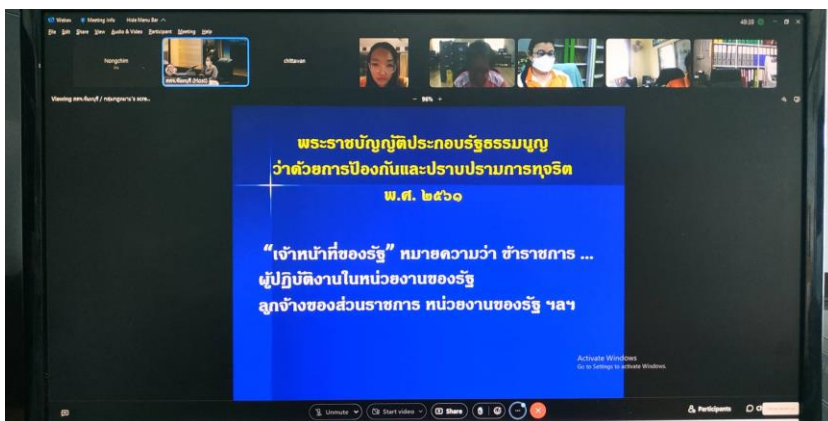 Webex Meeting Info Hide Menu Bar
File Edit Share View Audio & Video Participant Meeting Help
hongchim
chittavan
(Host)
Viewing
96%
พระราชบัญญัติประกอบรัฐธรรมนูญ
ว่าด้วยการป้องกันและปราบปรามการทุจริต
พ.ศ. ๒๕๖๑
“เจ้าหน้าที่ของรัฐ” หมายความว่า ข้าราชการ ...
ผู้ปฏิบัติงานในหน่วยงานของรัฐ
ลูกจ้างของส่วนราชการ หน่วยงานของรัฐ ฯลฯ
Activate Windows
Go to Settings to activate Windows.
Unmute Start video Share
Participants